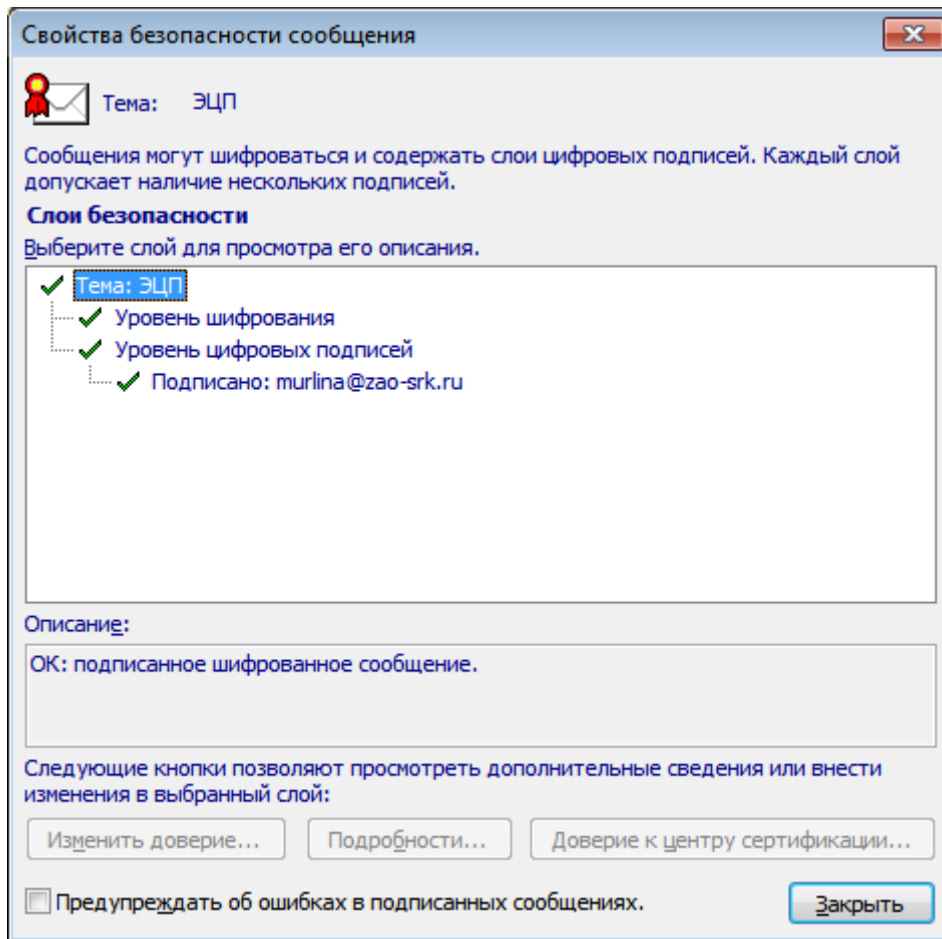 Свойства безопасности сообщения
Тема: ЭЦП
Сообщения могут шифроваться и содержать слои цифровых подписей. Каждый слой
допускает наличие нескольких подписей.
Слои безопасности
Выберите слой для просмотра его описания.
Тема: ЭЦП
Уровень шифрования
Уровень цифровых подписей
Подписано: murlina@zao-srk.ru
Описание:
ОК: подписанное шифрованное сообщение.
Следующие кнопки позволяют просмотреть дополнительные сведения или внести
изменения в выбранный слой:
Изменить доверие... Подробности... Доверие к центру сертификации...
Предупреждать об ошибках в подписанных сообщениях. Закрыть